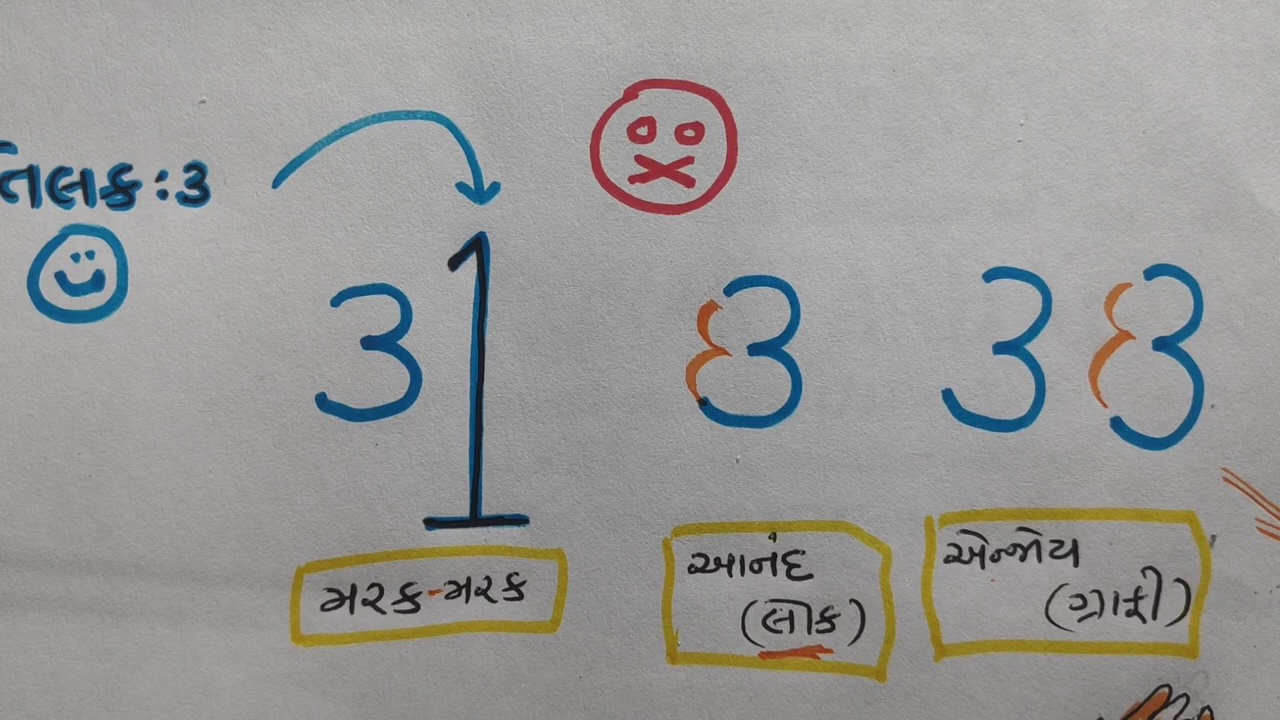 તિલક:3
31 8 38
મરક-મરક
આનંદ
(લોક)
એન્જોય
(ગ્રાફી)